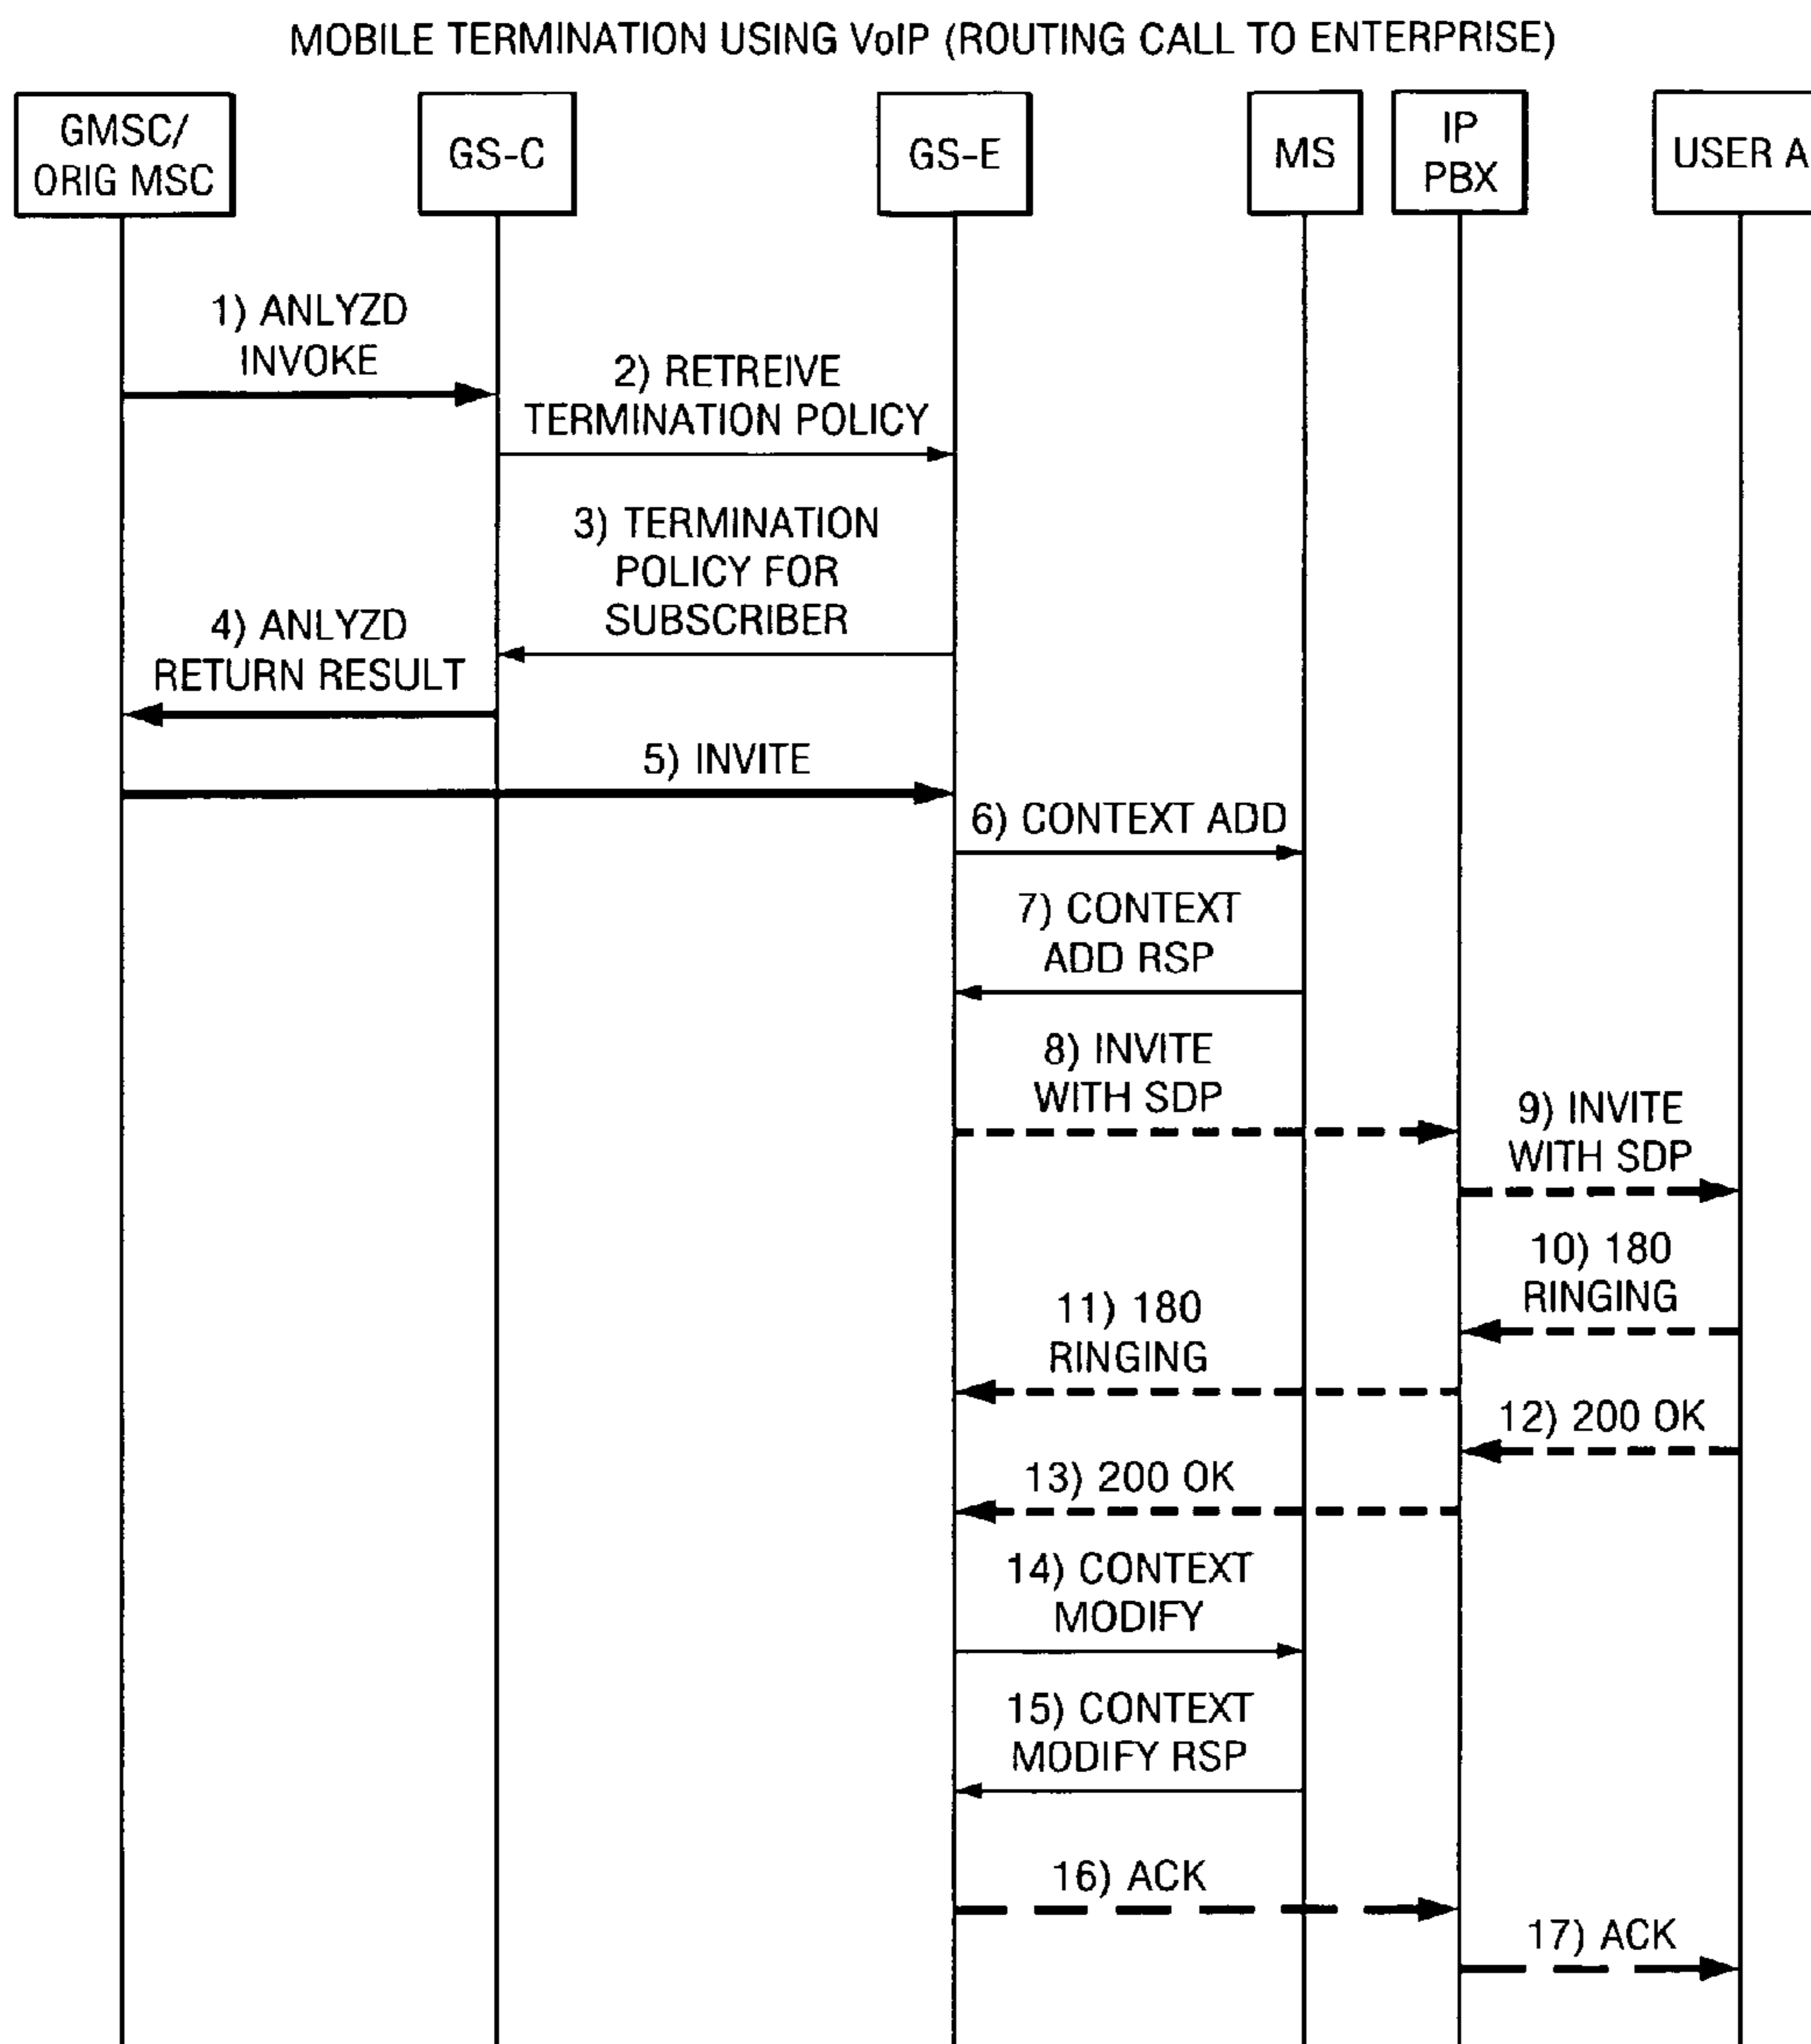 MOBILE TERMINATION USING VoIP (ROUTING CALL TO ENTERPRISE)
GMSC/
ORIG MSC
GS-C
GS-E
MS
IP
PBX
USER A
1) ANLYZD
INVOKE
2) RETREIVE
TERMINATION POLICY
3) TERMINATION
POLICY FOR
SUBSCRIBER
4) ANLYZD
RETURN RESULT
5) INVITE
6) CONTEXT ADD
7) CONTEXT
ADD RSP
8) INVITE
WITH SDP
9) INVITE
WITH SDP
10) 180
RINGING
11) 180
RINGING
12) 200 OK
13) 200 OK
14) CONTEXT
MODIFY
15) CONTEXT
MODIFY RSP
16) ACK
17) ACK